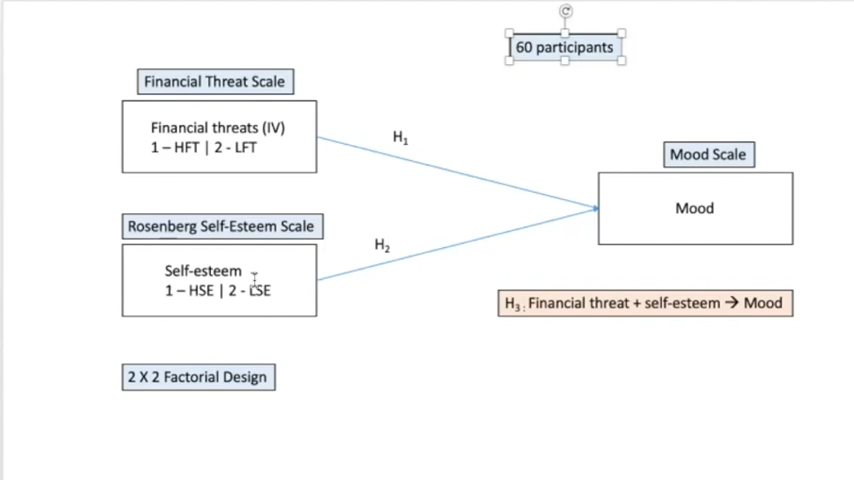 60 participants
Financial Threat Scale
Financial threats (IV)
1 – HFT | 2 - LFT
H1
Mood Scale
Mood
Rosenberg Self-Esteem Scale
H2
Self-esteem
1 – HSE | 2 - LSE
H3 : Financial threat + self-esteem → Mood
2 X 2 Factorial Design